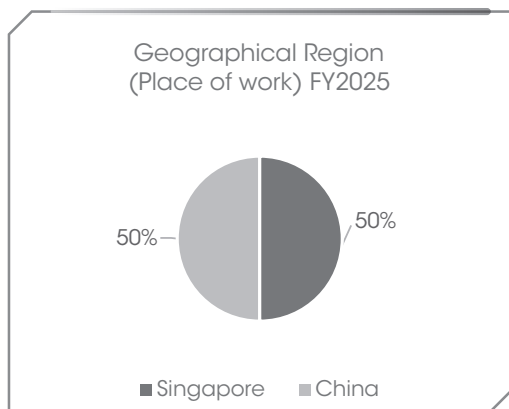 Geographical Region
(Place of work) FY2025
50%
50%
Singapore
China